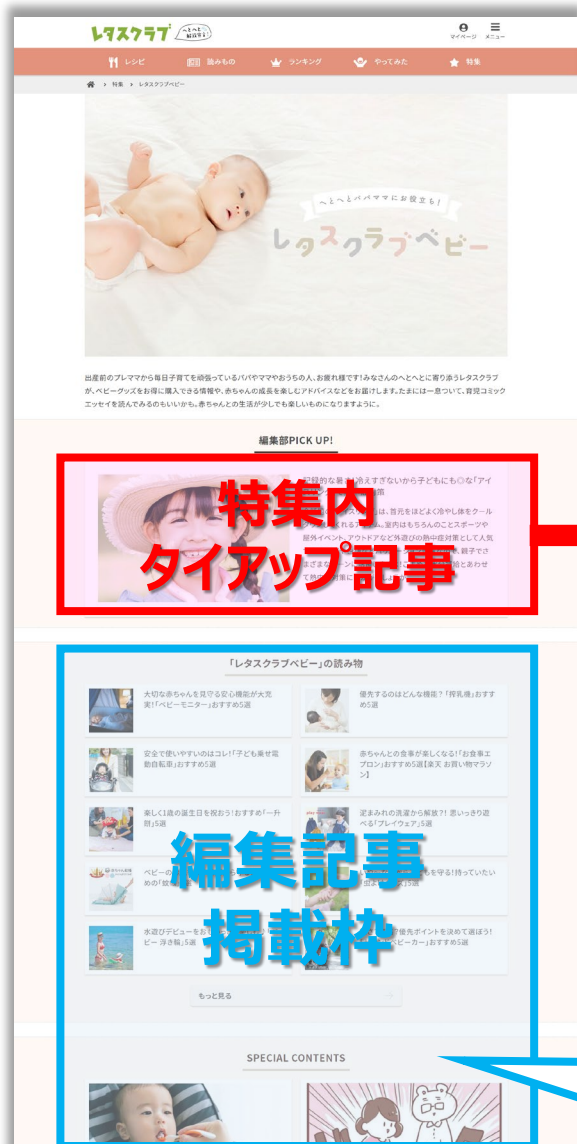 レタスクラブ
へとへと
解放宣言!
マイページ
メニュー
レシピ
読みもの
ランキング
やってみた
特集
> 特集 > レタスクラブベビー
へとへとパパママにお役立ち!
レタスクラブベビー
出産前のプレママから毎日子育てを頑張っているパパやママやおうちの人、お疲れ様です!みなさんのへとへとに寄り添うレタスクラブ
が、ベビーグッズをお得に購入できる情報や、赤ちゃんの成長を楽しむアドバイスなどをお届けします。たまには一息ついて、育児コミック
エッセイを読んでみるのもいいかも。赤ちゃんとの生活が少しでも楽しいものになりますように。
編集部PICK UP!
特集内
タイアップ記事
「レタスクラブベビー」の読み物
大切な赤ちゃんを見守る安心機能が大充
実!「ベビーモニター」おすすめ5選
優先するのはどんな機能?「搾乳機」おすす
め5選
安全で使いやすいのはコレ!「子ども乗せ電
動自転車」おすすめ5選
赤ちゃんとの食事が楽しくなる!「お食事エ
プロン」おすすめ5選【楽天 お買い物マラソ
ン】
楽しく1歳の誕生日を祝おう!おすすめ「一升
餅」5選
泥まみれの洗濯から解放?! 思いっきり遊
べる「プレイウェア」5選
編集記事
掲載枠
もっと見る
SPECIAL CONTENTS